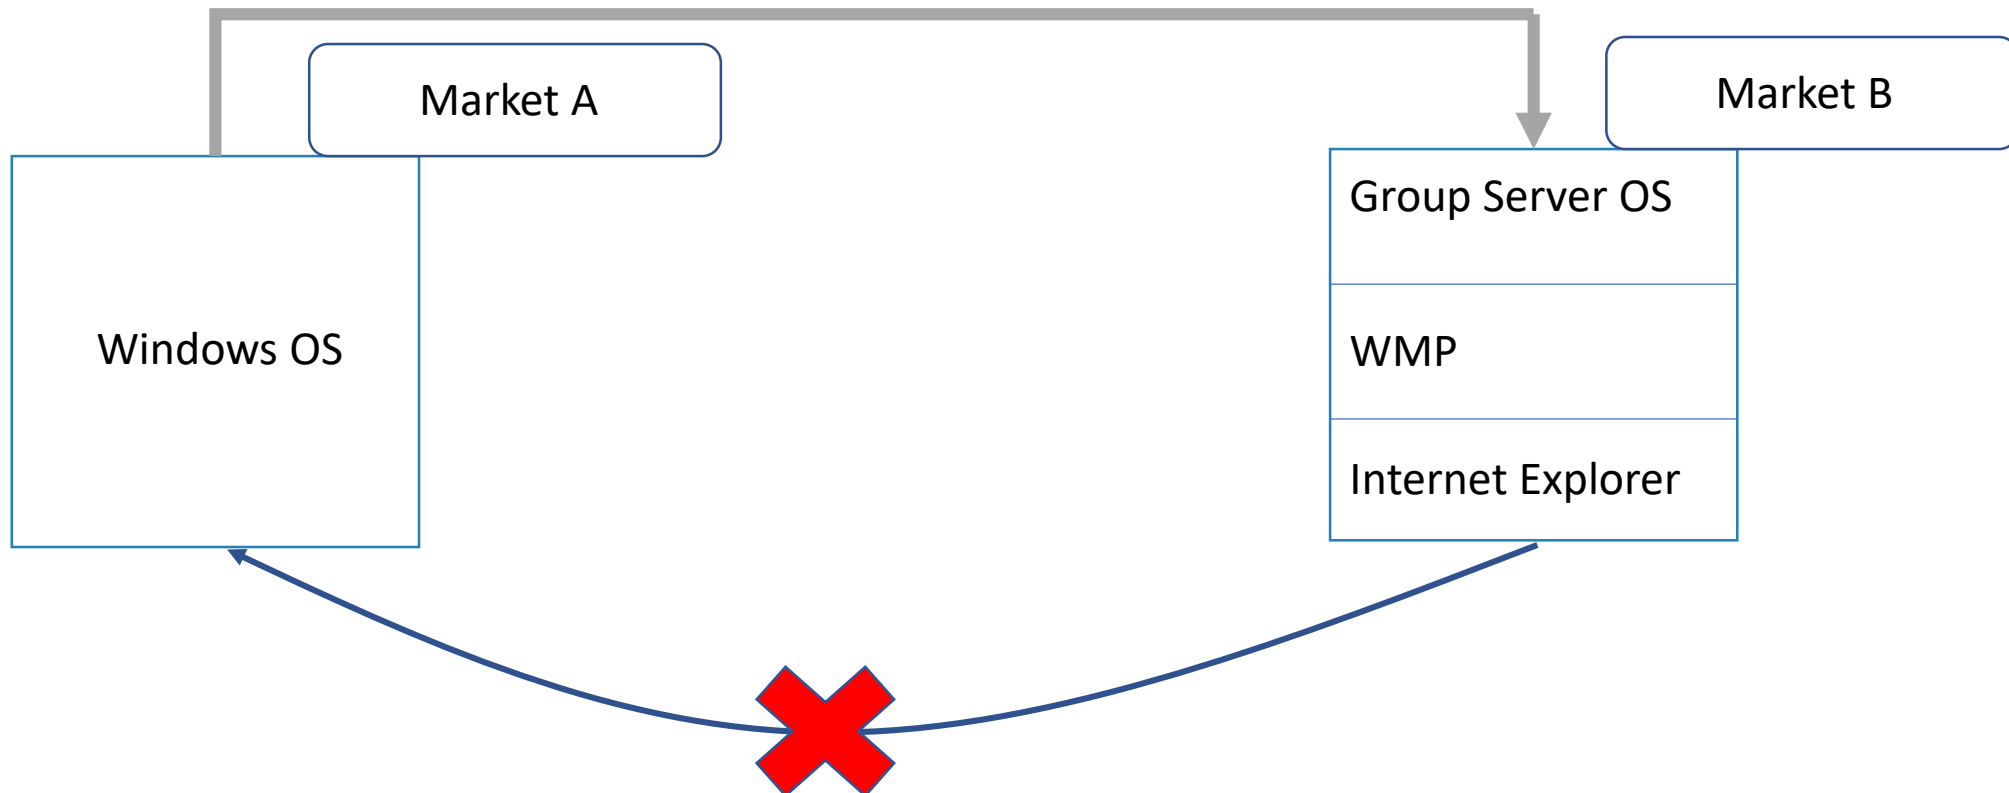 Market A
Market B
Windows OS
Group Server OS
WMP
Internet Explorer